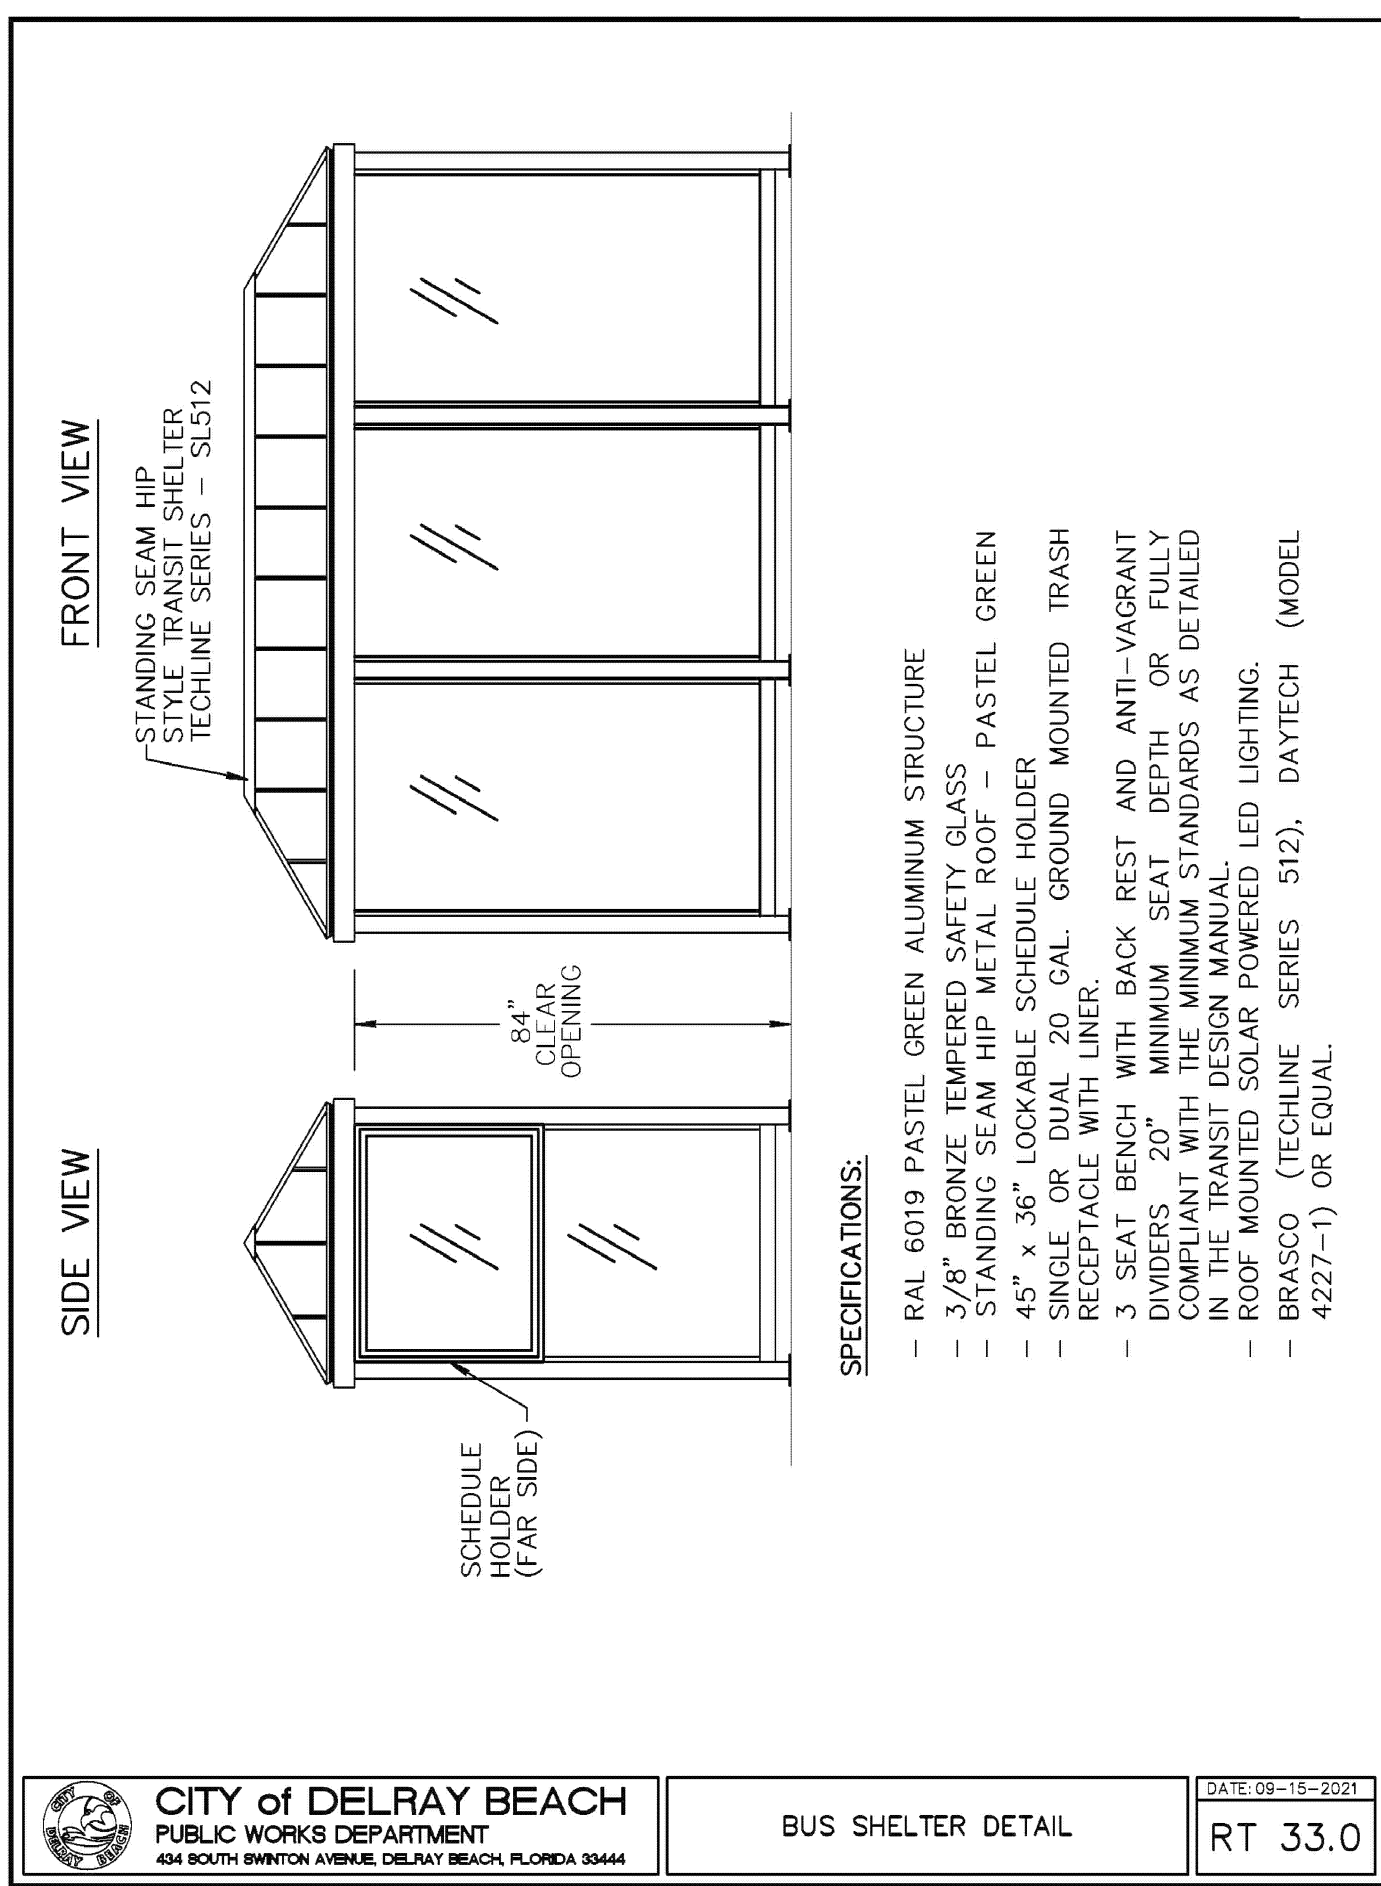 SIDE VIEW
FRONT VIEW
STANDING SEAM HIP
STYLE TRANSIT SHELTER
TECHLINE SERIES – SL512
84"
CLEAR
OPENING
SCHEDULE
HOLDER
(FAR SIDE)
SPECIFICATIONS:
– RAL 6019 PASTEL GREEN ALUMINUM STRUCTURE
– 3/8" BRONZE TEMPERED SAFETY GLASS
– STANDING SEAM HIP METAL ROOF – PASTEL GREEN
– 45" x 36" LOCKABLE SCHEDULE HOLDER
– SINGLE OR DUAL 20 GAL. GROUND MOUNTED TRASH
RECEPTACLE WITH LINER.
– 3 SEAT BENCH WITH BACK REST AND ANTI–VAGRANT
DIVIDERS 20" MINIMUM SEAT DEPTH OR FULLY
COMPLIANT WITH THE MINIMUM STANDARDS AS DETAILED
IN THE TRANSIT DESIGN MANUAL.
– ROOF MOUNTED SOLAR POWERED LED LIGHTING.
– BRASCO (TECHLINE SERIES 512), DAYTECH (MODEL
4227–1) OR EQUAL.
CITY OF DELRAY BEACH
CITY of DELRAY BEACH
PUBLIC WORKS DEPARTMENT
434 SOUTH SWINTON AVENUE, DELRAY BEACH, FLORIDA 33444
BUS SHELTER DETAIL
DATE: 09–15–2021
RT 33.0